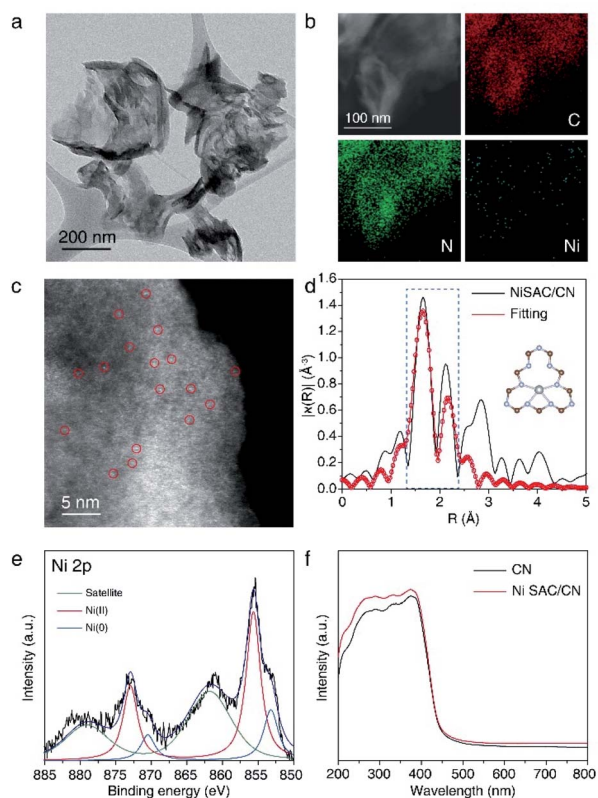 a
200 nm
b
100 nm
C
N
Ni
c
5 nm
d
1.6
1.4
1.2
1.0
0.8
0.6
0.4
0.2
0.0
|κ(R)| (Å⁻³)
NiSAC/CN
Fitting
0 1 2 3 4 5
R (Å)
e
Ni 2p
Satellite
Ni(II)
Ni(0)
Intensity (a.u.)
885 875 870 865 855 850
Binding energy (eV)
f
CN
Ni SAC/CN
Intensity (a.u.)
200 300 400 500 600 700 800
Wavelength (nm)